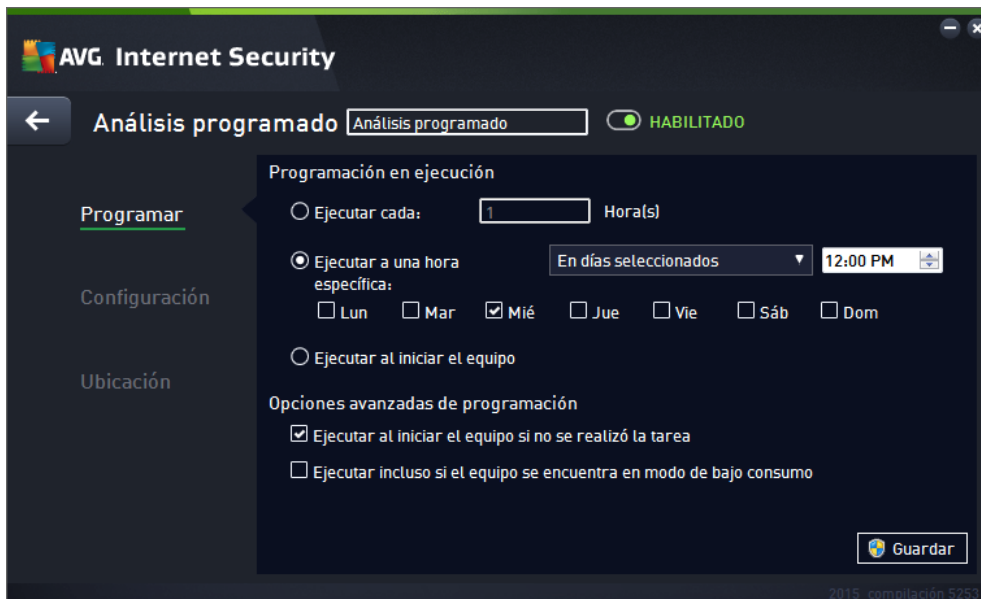 AVG Internet Security
Análisis programado Análisis programado HABILITADO
Programación en ejecución
Programar
Ejecutar cada: 1 Hora(s)
Ejecutar a una hora específica: En días seleccionados 12:00 PM
Lun Mar Mié Jue Vie Sáb Dom
Configuración
Ejecutar al iniciar el equipo
Ubicación
Opciones avanzadas de programación
Ejecutar al iniciar el equipo si no se realizó la tarea
Ejecutar incluso si el equipo se encuentra en modo de bajo consumo
Guardar
2015 compilación 5253